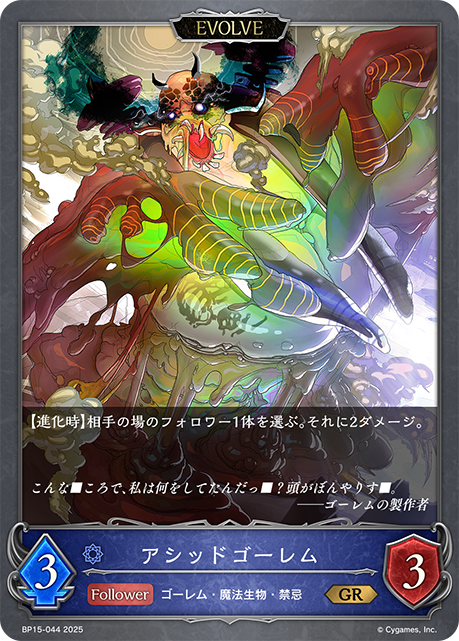 EVOLVE
【進化時】相手の場のフォロワー1体を選ぶ。それに2ダメージ。
こんな■ころで、私は何をしてたんだっ■？頭がぼんやりす■。
――ゴーレムの製作者
3
アシッドゴーレム
3
Follower
ゴーレム・魔法生物・禁忌
GR
BP15-044 2025
© Cygames, Inc.